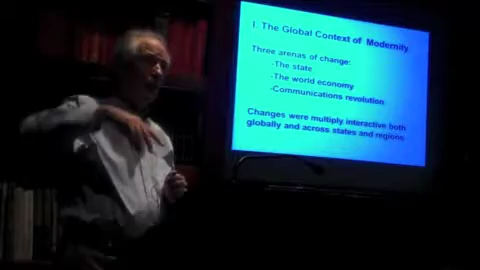 I. The Global Context of Modernity
Three arenas of change:
-The state
-The world economy
-Communications revolution
Changes were multiply interactive both
globally and across states and regions